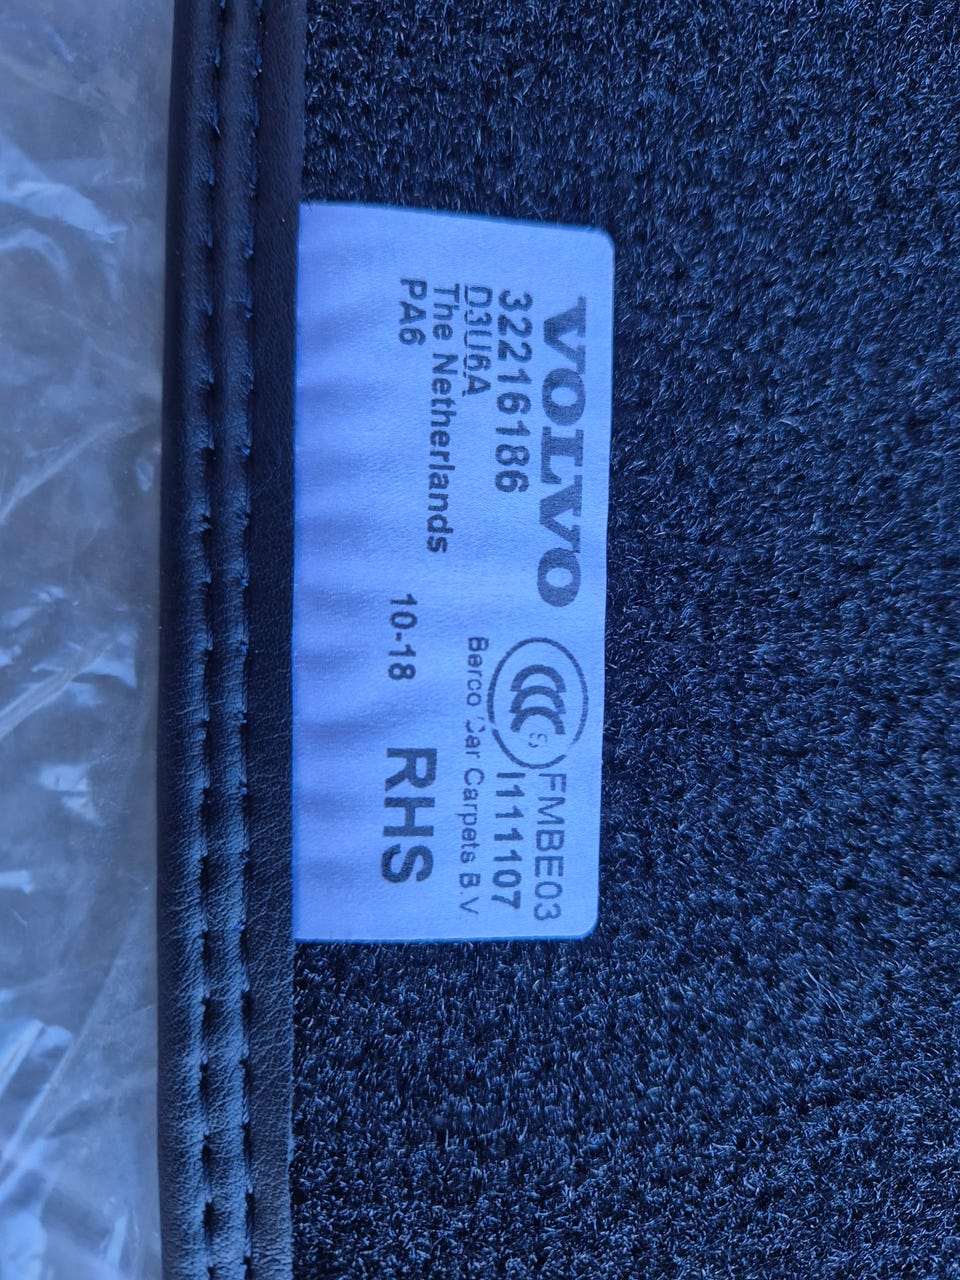 VOLVO
32216186
D3U6A
The Netherlands
PA6
10-18
RHS
S
FMBE03
I111107
Berco Car Carpets B.V